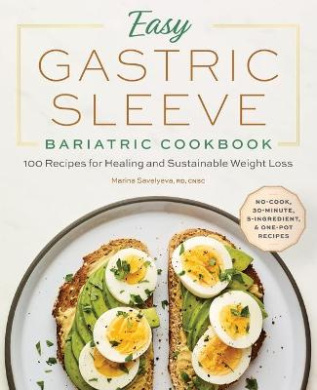 Easy
GASTRIC
SLEEVE
BARIATRIC COOKBOOK
100 Recipes for Healing and Sustainable Weight Loss
Marina Savelyeva, RD, CNSC
NO-COOK,
30-MINUTE,
5-INGREDIENT,
& ONE-POT
RECIPES